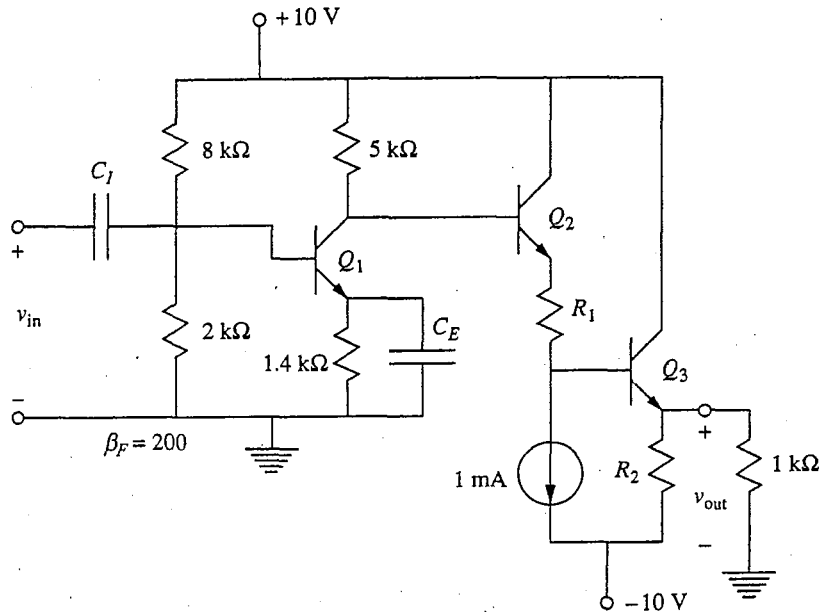 +10 V
8 kΩ
5 kΩ
C_I
Q_2
+
Q_1
v_in
2 kΩ
C_E
R_1
1.4 kΩ
Q_3
−
+
β_F = 200
1 mA
R_2
v_out
1 kΩ
−
−10 V